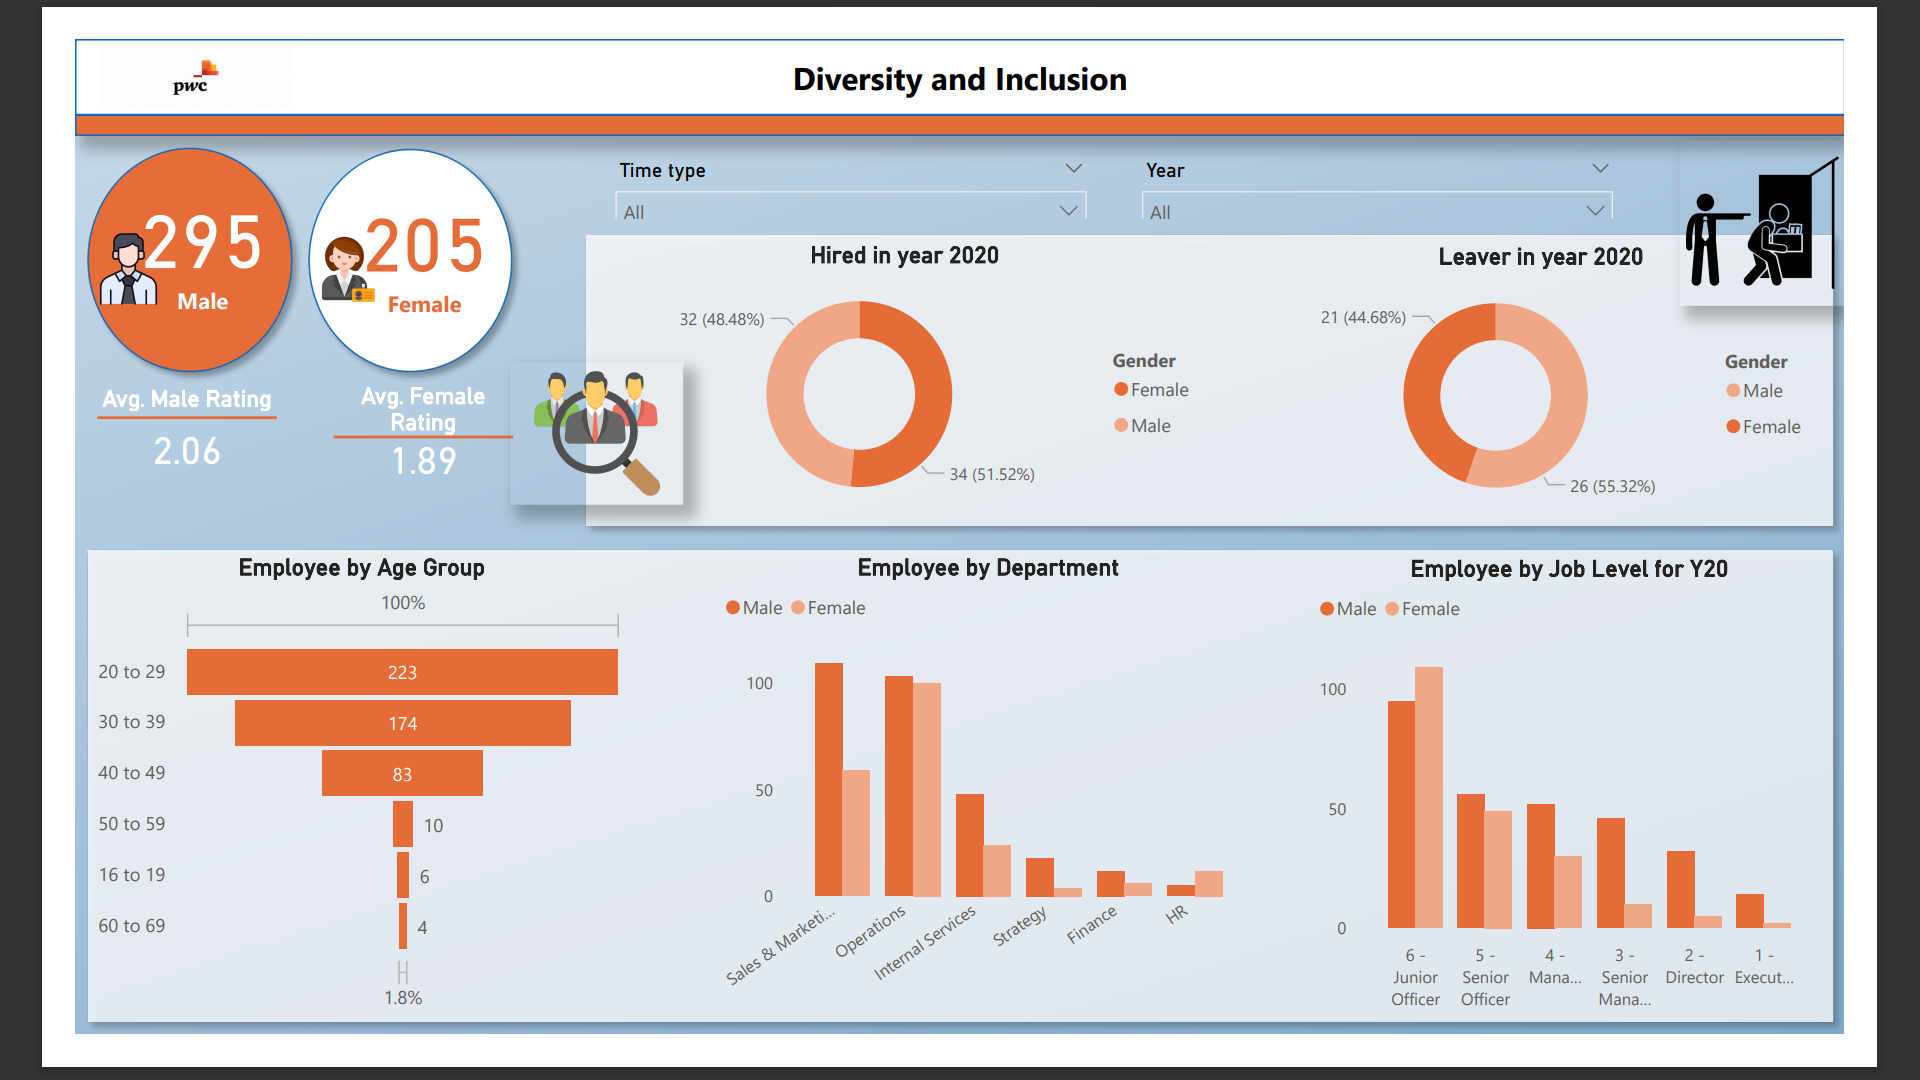 pwc
Diversity and Inclusion
295
Male
205
Female
Avg. Male Rating
2.06
Avg. Female
Rating
1.89
Time type
All
Year
All
Hired in year 2020
32 (48.48%)
34 (51.52%)
Gender
Female
Male
Leaver in year 2020
21 (44.68%)
26 (55.32%)
Gender
Male
Female
Employee by Age Group
100%
20 to 29 223
30 to 39 174
40 to 49 83
50 to 59 10
16 to 19 6
60 to 69 4
1.8%
Employee by Department
Male Female
100
50
0
Sales & Marketi...
Operations
Internal Services
Strategy
Finance
HR
Employee by Job Level for Y20
Male Female
100
50
0
6 -
Junior
Officer
5 -
Senior
Officer
4 -
Mana...
3 -
Senior
Mana...
2 -
Director
1 -
Execut...